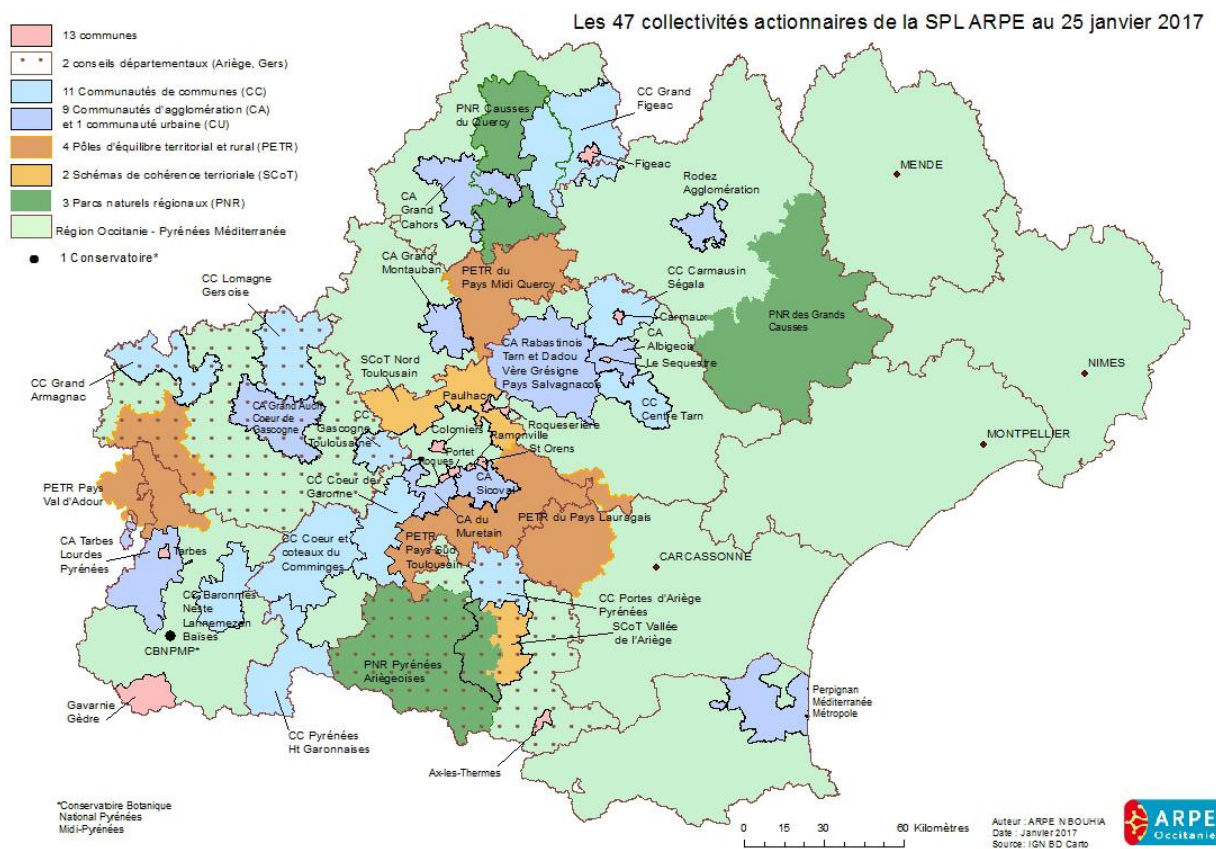 Les 47 collectivités actionnaires de la SPL ARPE au 25 janvier 2017
13 communes
2 conseils départementaux (Ariège, Gers)
11 Communautés de communes (CC)
9 Communautés d'agglomération (CA)
et 1 communauté urbaine (CU)
4 Pôles d'équilibre territorial et rural (PETR)
2 Schémas de cohérence terrioriale (SCoT)
3 Parcs naturels régionaux (PNR)
Région Occitanie - Pyrénées Méditerranée
1 Conservatoire*
PNR Causses
du Quercy
CC Grand
Figeac
Figeac
MENDE
Rodez
Agglomération
CA
Grand
Cahors
CA Grand
Montauban
PETR du
Pays Midi Quercy
CC Carmausin
Ségala
Carmaux
CC Lomagne
Gersoise
PNR des Grands
Causses
CA
Albigeois
Le Sequestre
CA Rabastinois
Tarn et Dadou
Vère Grésigne
Pays Salvagnacois
NIMES
SCoT Nord
Toulousain
CC Grand
Armagnac
Paulhac
CC
Centre Tarn
CA Grand Auch
Coeur de
Gascogne
CC
Gascogne
Toulousaine
Roqueserière
Colomiers
Ramonville
St Orens
MONTPELLIER
Portet
Roques
CC Coeur de
Garonne
CA
Sicoval
PETR Pays
Val d'Adour
CA du
Muretain
PETR du Pays Lauragais
CA Tarbes
Lourdes
Pyrénées
Tarbes
CC Coeur et
coteaux du
Comminges
PETR
Pays Sud
Toulousain
CARCASSONNE
CC Baronnies
Neste
Lannemezan
Baïses
CC Portes d'Ariège
Pyrénées
SCoT Vallée
de l'Ariège
CBNPMP*
PNR Pyrénées
Ariégeoises
Gavarnie
Gèdre
Perpignan
Méditerranée
Métropole
CC Pyrénées
Ht Garonnaises
Ax-les-Thermes
*Conservatoire Botanique
National Pyrénées
Midi-Pyrénées
0 15 30 60 Kilomètres
Auteur : ARPE N BOUHIA
Date : Janvier 2017
Source: IGN BD Carto
ARPE
Occitanie